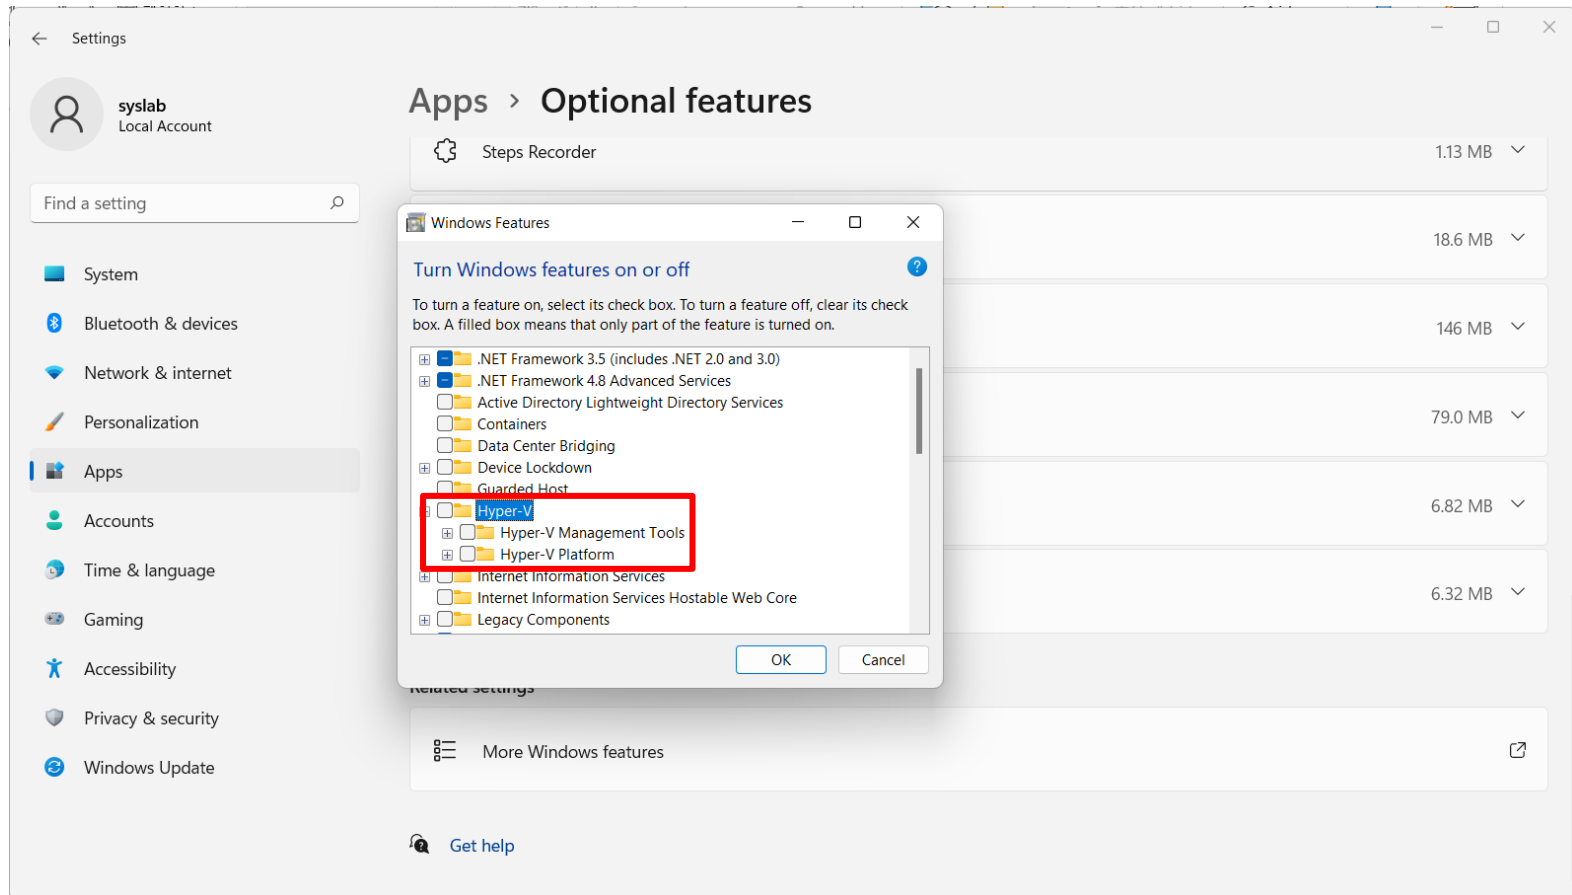 Settings
syslab
Local Account
Find a setting
System
Bluetooth & devices
Network & internet
Personalization
Apps
Accounts
Time & language
Gaming
Accessibility
Privacy & security
Windows Update
Apps > Optional features
Steps Recorder
1.13 MB
18.6 MB
146 MB
79.0 MB
6.82 MB
6.32 MB
Windows Features
Turn Windows features on or off
To turn a feature on, select its check box. To turn a feature off, clear its check
box. A filled box means that only part of the feature is turned on.
.NET Framework 3.5 (includes .NET 2.0 and 3.0)
.NET Framework 4.8 Advanced Services
Active Directory Lightweight Directory Services
Containers
Data Center Bridging
Device Lockdown
Guarded Host
Hyper-V
Hyper-V Management Tools
Hyper-V Platform
Internet Information Services
Internet Information Services Hostable Web Core
Legacy Components
OK
Cancel
Related settings
More Windows features
Get help